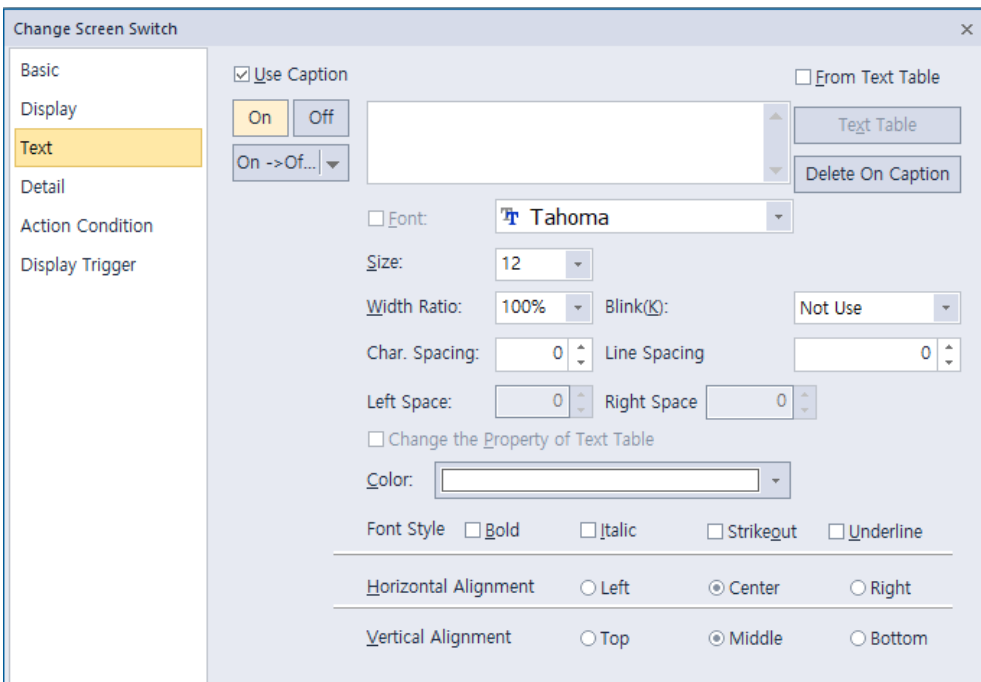 Change Screen Switch
Basic
Display
Text
Detail
Action Condition
Display Trigger
Use Caption
From Text Table
On Off
Text Table
On ->Of...
Delete On Caption
Font: Tahoma
Size: 12
Width Ratio: 100% Blink(K): Not Use
Char. Spacing: 0 Line Spacing 0
Left Space: 0 Right Space 0
Change the Property of Text Table
Color:
Font Style Bold Italic Strikeout Underline
Horizontal Alignment Left Center Right
Vertical Alignment Top Middle Bottom